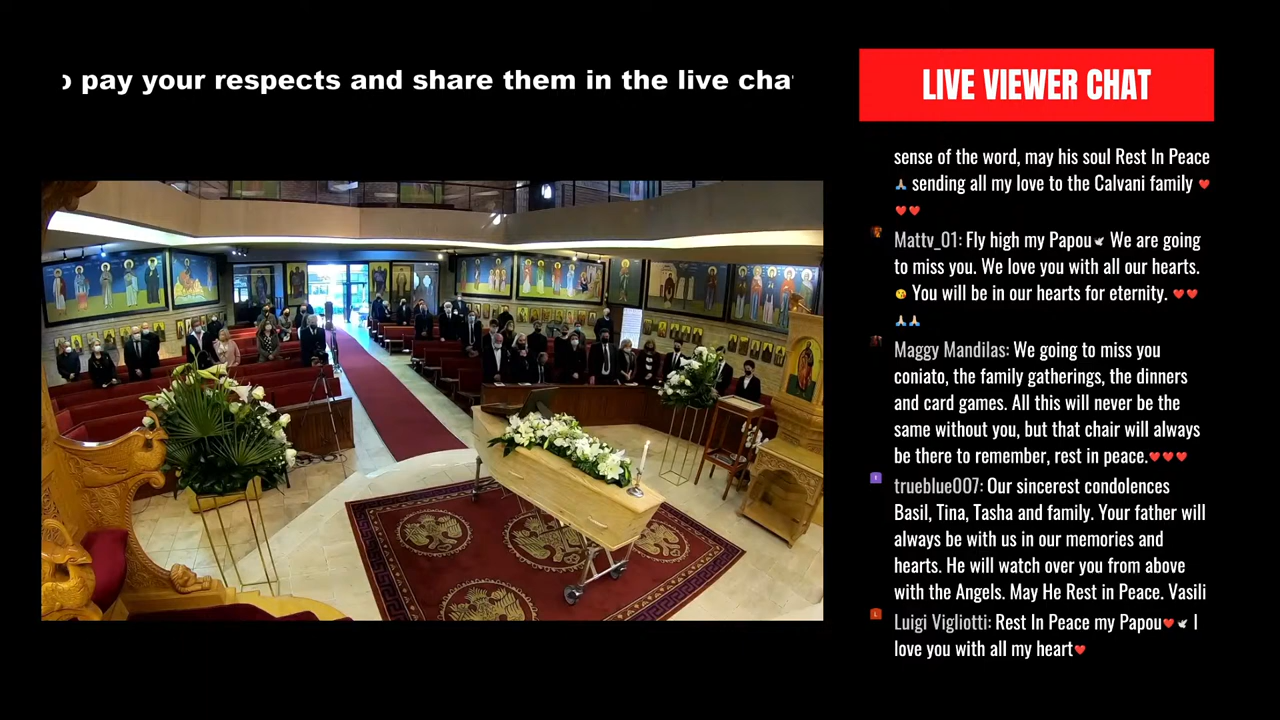 pay your respects and share them in the live
LIVE VIEWER CHAT
sense of the word, may his soul Rest In Peace
🙏 sending all my love to the Calvani family ❤️
❤️❤️
Mattv_01: Fly high my Papou🕊 We are going
to miss you. We love you with all our hearts.
😘 You will be in our hearts for eternity. ❤️❤️
🙏🙏
Maggy Mandilas: We going to miss you
coniato, the family gatherings, the dinners
and card games. All this will never be the
same without you, but that chair will always
be there to remember, rest in peace.❤️❤️❤️
trueblue007: Our sincerest condolences
Basil, Tina, Tasha and family. Your father will
always be with us in our memories and
hearts. He will watch over you from above
with the Angels. May He Rest in Peace. Vasili
Luigi Vigliotti: Rest In Peace my Papou❤️🕊 I
love you with all my heart❤️